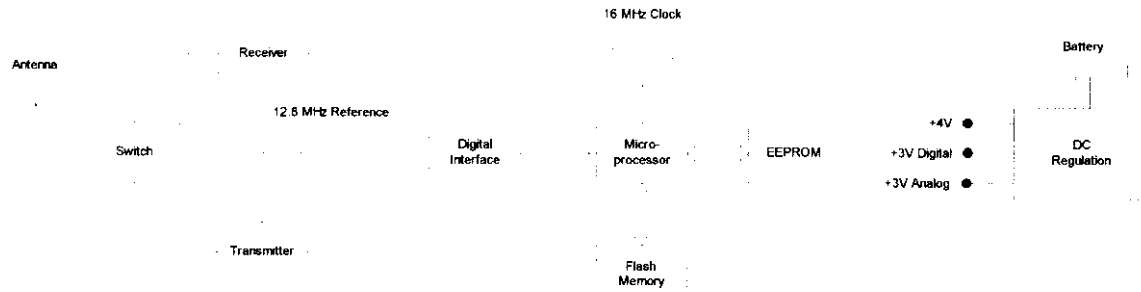 16 MHz Clock
Receiver
Battery
Antenna
12.8 MHz Reference
+4V
Switch
Digital
Interface
Micro-
processor
EEPROM
+3V Digital
DC
Regulation
+3V Analog
Transmitter
Flash
Memory